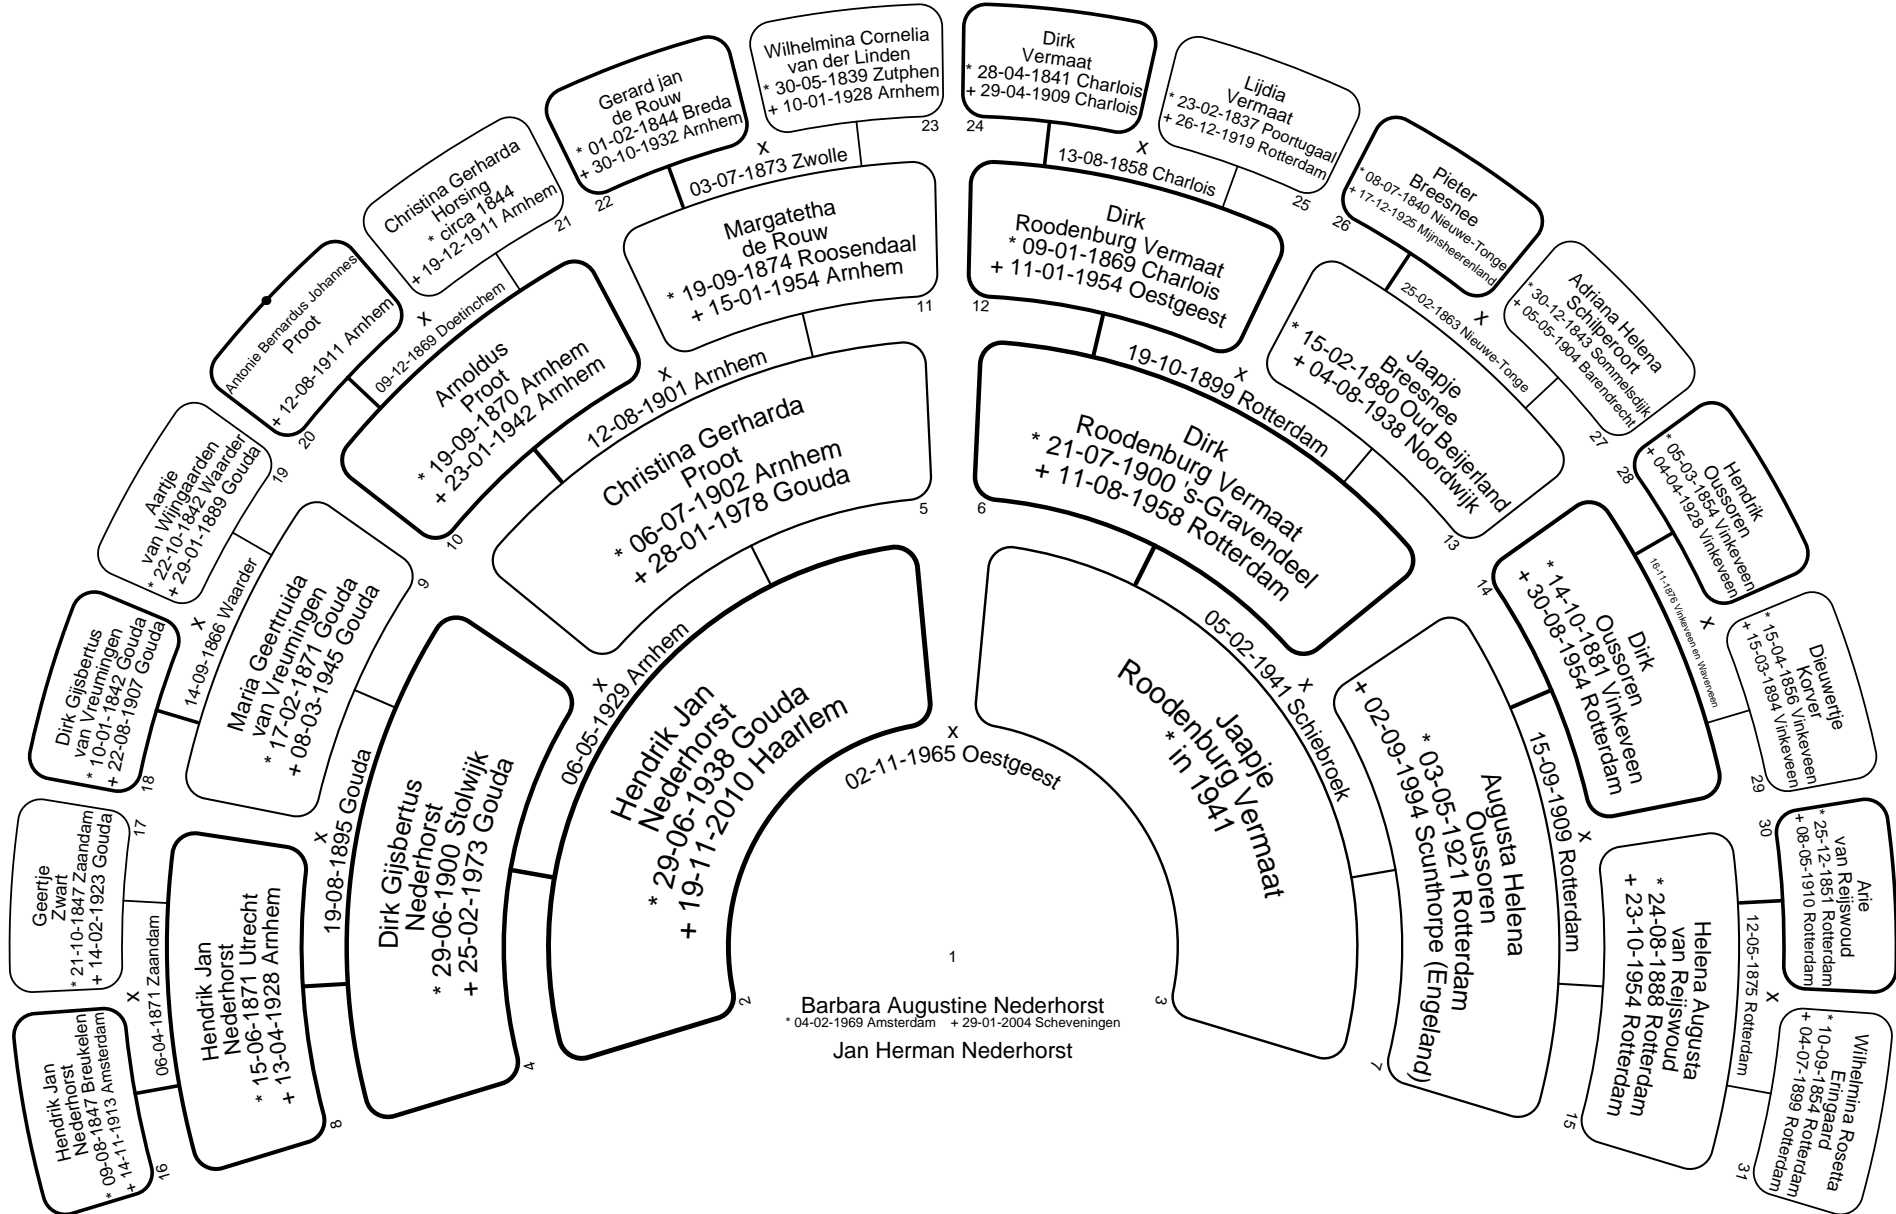 1
Barbara Augustine Nederhorst
* 04-02-1969 Amsterdam + 29-01-2004 Scheveningen
Jan Herman Nederhorst
Hendrik Jan
Nederhorst
* 29-06-1938 Gouda
+ 19-11-2010 Haarlem
2
x
02-11-1965 Oestgeest
Jaapje
Roodenburg Vermaat
* in 1941
3
Dirk Gijsbertus
Nederhorst
* 29-06-1900 Stolwijk
+ 25-02-1973 Gouda
4
x
06-05-1929 Arnhem
Christina Gerharda
Proot
* 06-07-1902 Arnhem
+ 28-01-1978 Gouda
5
Dirk
Roodenburg Vermaat
* 21-07-1900 's-Gravendeel
+ 11-08-1958 Rotterdam
6
x
05-02-1941 Schiebroek
Augusta Helena
Oussoren
* 03-05-1921 Rotterdam
+ 02-09-1994 Scunthorpe (Engeland)
7
Hendrik Jan
Nederhorst
* 15-06-1871 Utrecht
+ 13-04-1928 Arnhem
8
x
19-08-1895 Gouda
Maria Geertruida
van Vreumingen
* 17-02-1871 Gouda
+ 08-03-1945 Gouda
9
Arnoldus
Proot
* 19-09-1870 Arnhem
+ 23-01-1942 Arnhem
10
x
12-08-1901 Arnhem
Margatetha
de Rouw
* 19-09-1874 Roosendaal
+ 15-01-1954 Arnhem
11
Dirk
Roodenburg Vermaat
* 09-01-1869 Charlois
+ 11-01-1954 Oestgeest
12
x
19-10-1899 Rotterdam
Jaapje
Breesnee
* 15-02-1880 Oud Beijerland
+ 04-08-1938 Noordwijk
13
Dirk
Oussoren
* 14-10-1881 Vinkeveen
+ 30-08-1954 Rotterdam
14
x
15-09-1909 Rotterdam
Helena Augusta
van Reijswoud
* 24-08-1888 Rotterdam
+ 23-10-1954 Rotterdam
15
Hendrik Jan
Nederhorst
* 09-08-1847 Breukelen
+ 14-11-1913 Amsterdam
16
x
06-04-1871 Zaandam
Geertje
Zwart
* 21-10-1847 Zaandam
+ 14-02-1923 Gouda
17
Dirk Gijsbertus
van Vreumingen
* 10-01-1842 Gouda
+ 22-08-1907 Gouda
18
x
14-09-1866 Waarder
Aartje
van Wijngaarden
* 22-10-1842 Waarder
+ 29-01-1889 Gouda
19
Antonie Bernardus Johannes
Proot
+ 12-08-1911 Arnhem
20
x
09-12-1869 Doetinchem
Christina Gerharda
Horsing
* circa 1844
+ 19-12-1911 Arnhem
21
Gerard jan
de Rouw
* 01-02-1844 Breda
+ 30-10-1932 Arnhem
22
x
03-07-1873 Zwolle
Wilhelmina Cornelia
van der Linden
* 30-05-1839 Zutphen
+ 10-01-1928 Arnhem
23
Dirk
Vermaat
* 28-04-1841 Charlois
+ 29-04-1909 Charlois
24
x
13-08-1858 Charlois
Lijdia
Vermaat
* 23-02-1837 Poortugaal
+ 26-12-1919 Rotterdam
25
Pieter
Breesnee
* 08-07-1840 Nieuwe-Tonge
+ 17-12-1925 Mijnsheerenland
26
x
25-02-1863 Nieuwe-Tonge
Adriana Helena
Schilperoort
* 30-12-1843 Sommelsdijk
+ 05-05-1904 Barendrecht
27
Hendrik
Oussoren
* 05-03-1854 Vinkeveen
+ 04-04-1928 Vinkeveen
28
x
16-11-1876 Vinkeveen en Waverveen
Dieuwertje
Korver
* 15-04-1856 Vinkeveen
+ 15-03-1894 Vinkeveen
29
Arie
van Reijswoud
* 25-12-1851 Rotterdam
+ 08-05-1910 Rotterdam
30
x
12-05-1875 Rotterdam
Wilhelmina Rosetta
Eringaard
* 10-09-1854 Rotterdam
+ 04-07-1899 Rotterdam
31